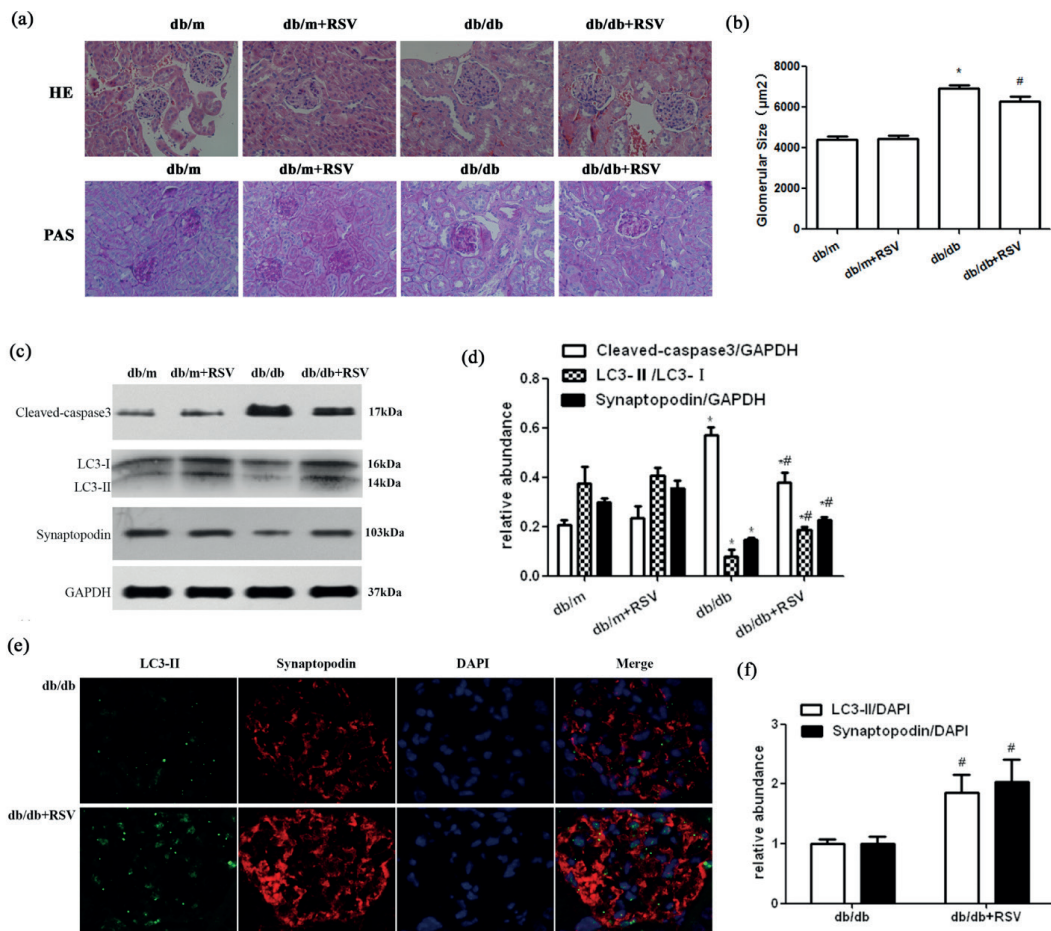 (a)
db/m db/m+RSV db/db db/db+RSV
HE
db/m db/m+RSV db/db db/db+RSV
PAS
(b)
Glomerular Size (μm2)
8000
6000
4000
2000
0
* #
db/m db/m+RSV db/db db/db+RSV
(c)
db/m db/m+RSV db/db db/db+RSV
Cleaved-caspase3 17kDa
LC3-I 16kDa
LC3-II 14kDa
Synaptopodin 103kDa
GAPDH 37kDa
(d)
Cleaved-caspase3/GAPDH
LC3-Ⅱ/LC3-Ⅰ
Synaptopodin/GAPDH
relative abundance
0.8
0.6
0.4
0.2
0.0
* * * *# *# *#
db/m db/m+RSV db/db db/db+RSV
(e)
LC3-II Synaptopodin DAPI Merge
db/db
db/db+RSV
(f)
LC3-II/DAPI
Synaptopodin/DAPI
relative abundance
3
2
1
0
# #
db/db db/db+RSV